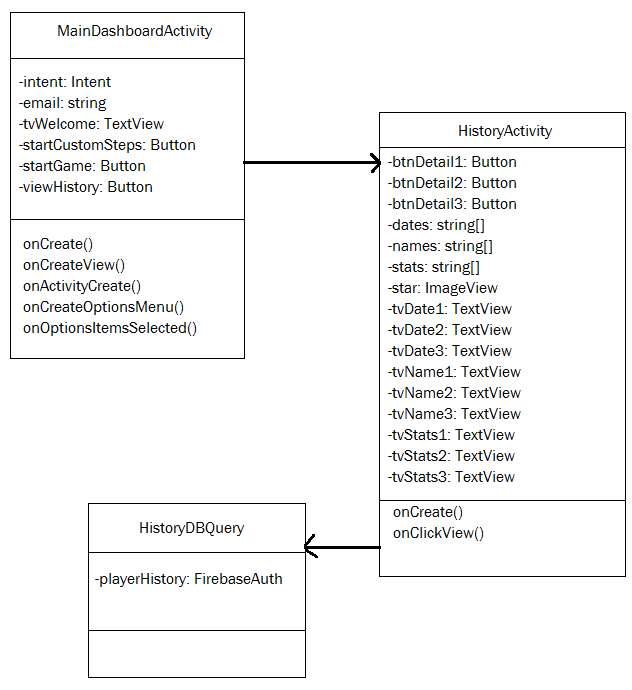 MainDashboardActivity
-intent: Intent
-email: string
-tvWelcome: TextView
-startCustomSteps: Button
-startGame: Button
-viewHistory: Button
onCreate()
onCreateView()
onActivityCreate()
onCreateOptionsMenu()
onOptionsItemsSelected()
HistoryActivity
-btnDetail1: Button
-btnDetail2: Button
-btnDetail3: Button
-dates: string[]
-names: string[]
-stats: string[]
-star: ImageView
-tvDate1: TextView
-tvDate2: TextView
-tvDate3: TextView
-tvName1: TextView
-tvName2: TextView
-tvName3: TextView
-tvStats1: TextView
-tvStats2: TextView
-tvStats3: TextView
onCreate()
onClickView()
HistoryDBQuery
-playerHistory: FirebaseAuth